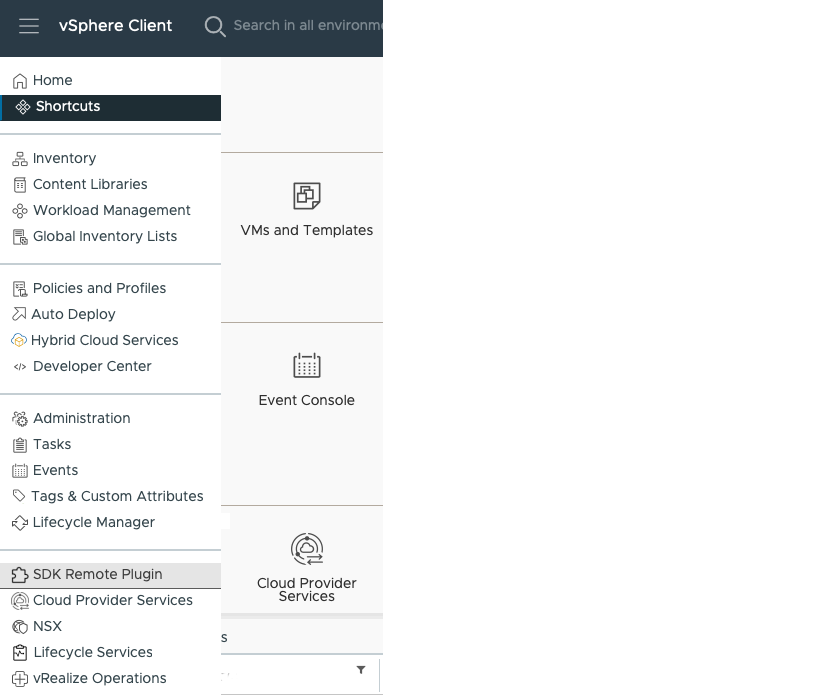 vSphere Client
Search in all environme
Home
Shortcuts
Inventory
Content Libraries
Workload Management
Global Inventory Lists
Policies and Profiles
Auto Deploy
Hybrid Cloud Services
Developer Center
Administration
Tasks
Events
Tags & Custom Attributes
Lifecycle Manager
SDK Remote Plugin
Cloud Provider Services
NSX
Lifecycle Services
vRealize Operations
VMs and Templates
Event Console
Cloud Provider
Services
s